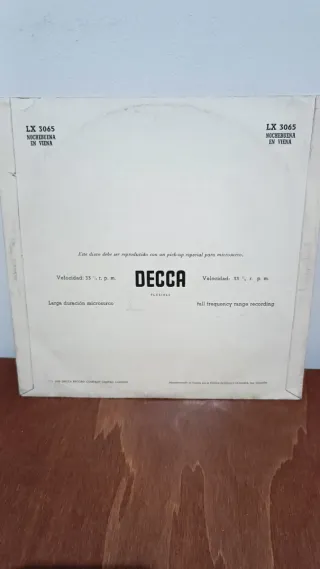 LX 3065
NOCHEBUENA
EN VIENA
LX 3065
NOCHEBUENA
EN VIENA
Este disco debe ser reproducido con un pick-up especial para microsurco.
Velocidad: 33 ⅓ r. p. m.
DECCA
Velocidad: 33 ⅓ r. p. m.
Larga duración microsurco
full frequency range recording